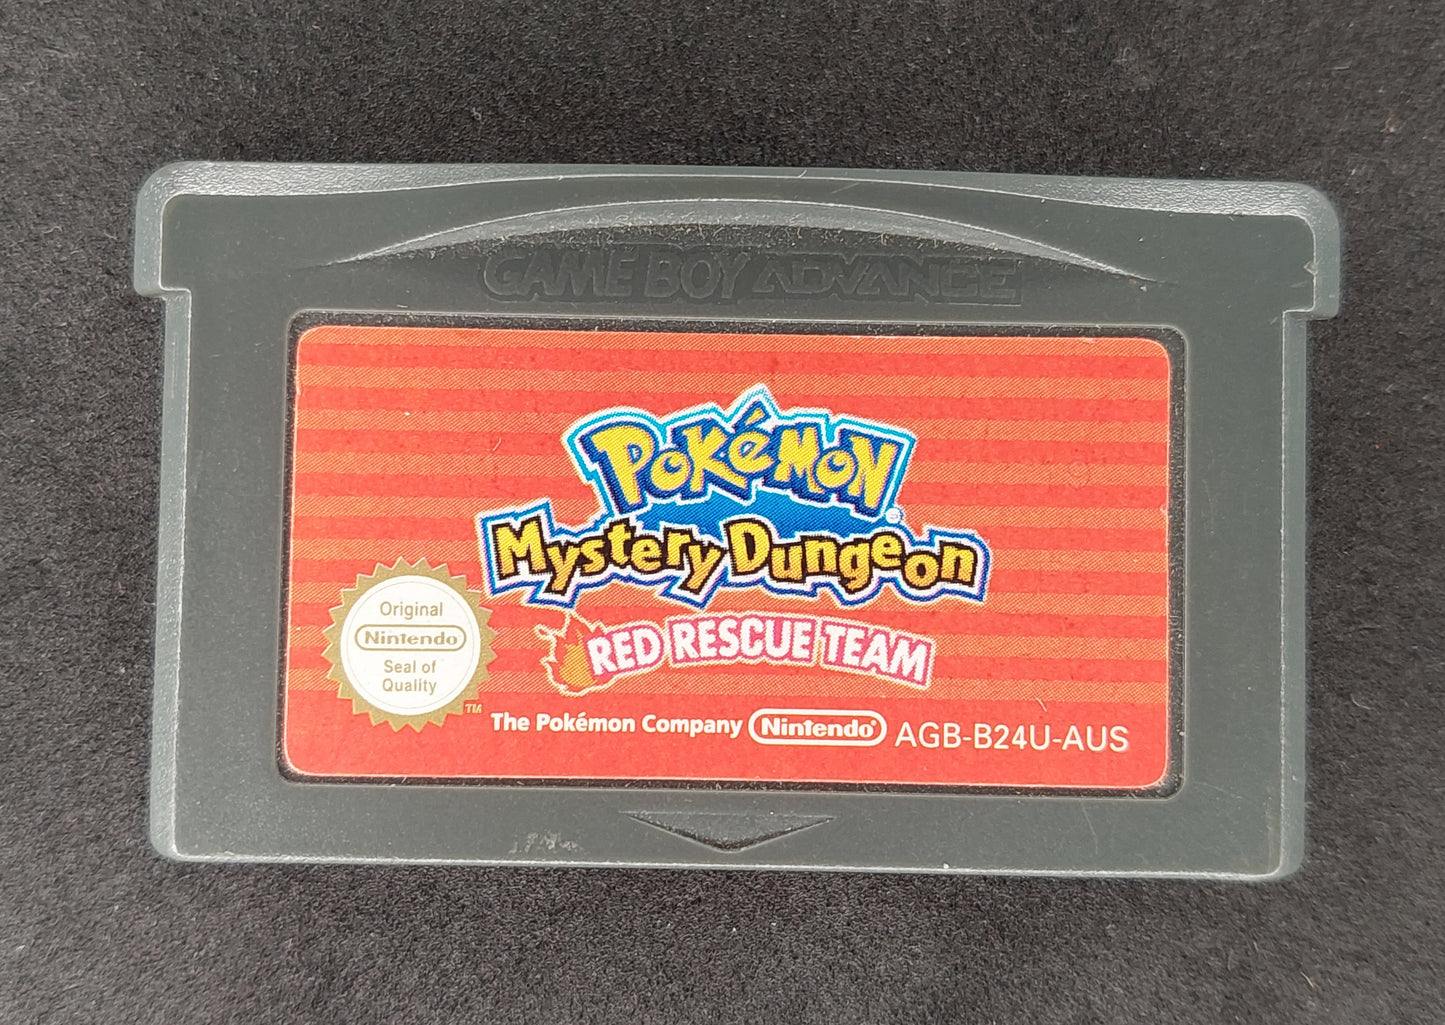 GAME BOY ADVANCE
POKéMON
Mystery Dungeon
RED RESCUE TEAM
Original
Nintendo
Seal of
Quality
TM
The Pokémon Company Nintendo® AGB-B24U-AUS